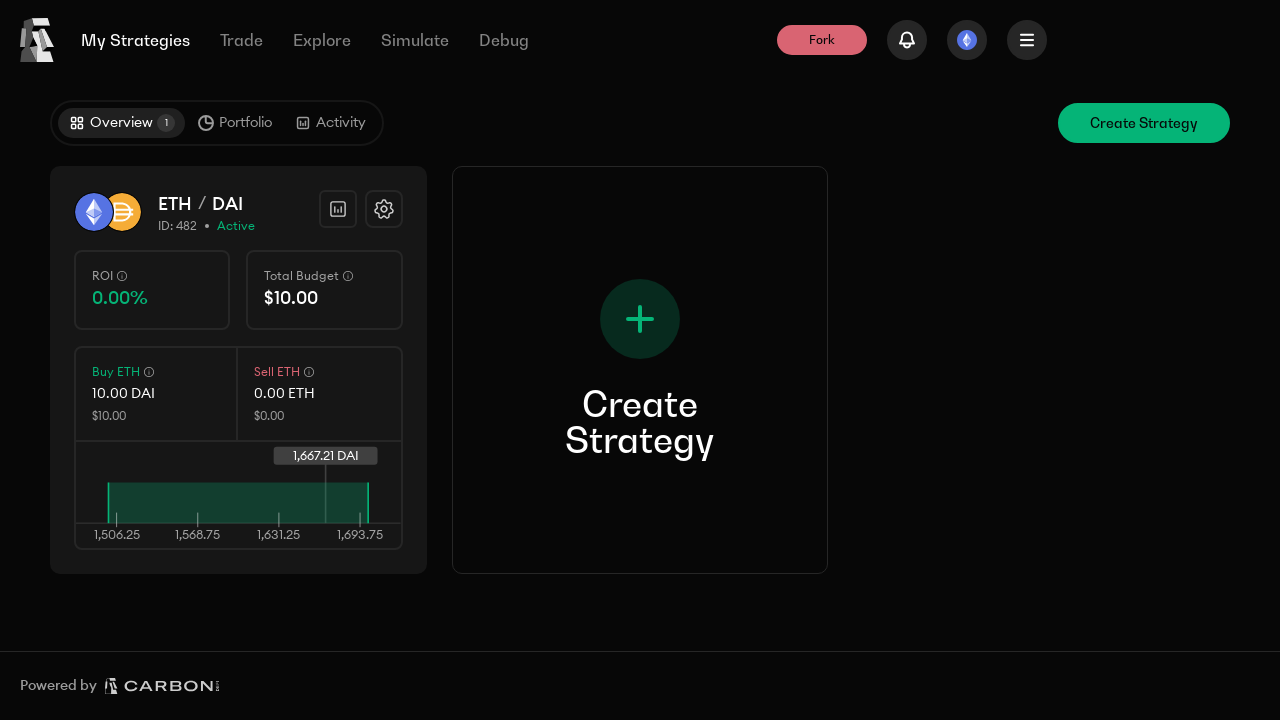 My Strategies
Trade
Explore
Simulate
Debug
Fork
Overview 1
Portfolio
Activity
Create Strategy
ETH / DAI
ID: 482 • Active
ROI
0.00%
Total Budget
$10.00
Buy ETH
10.00 DAI
$10.00
Sell ETH
0.00 ETH
$0.00
1,667.21 DAI
1,506.25
1,568.75
1,631.25
1,693.75
Create
Strategy
Powered by CARBON